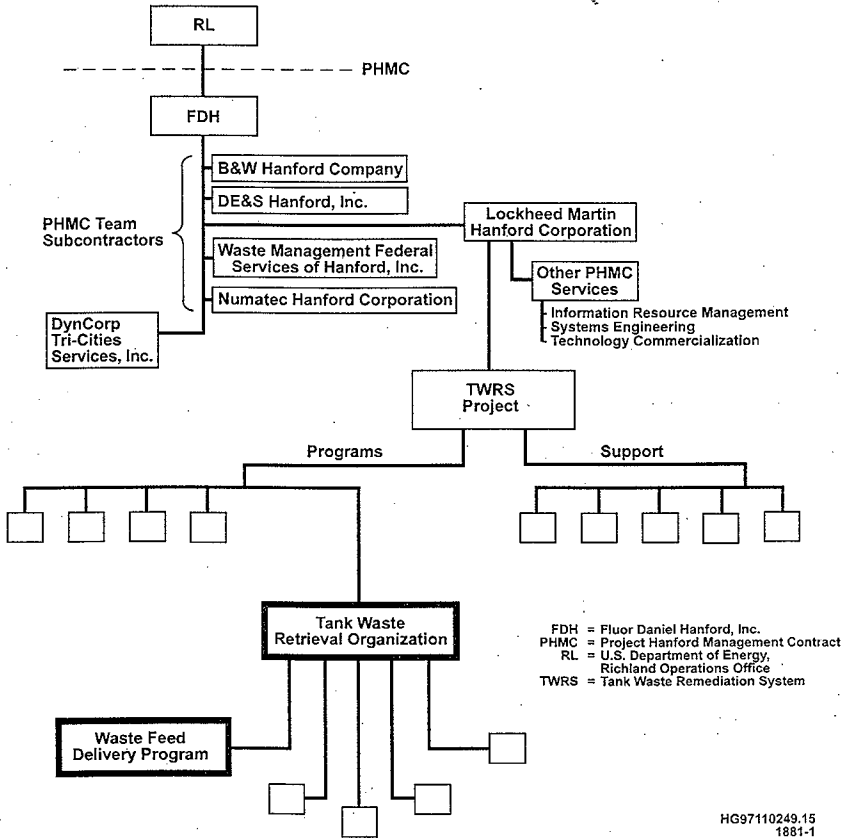 RL
PHMC
FDH
B&W Hanford Company
DE&S Hanford, Inc.
PHMC Team
Subcontractors
Lockheed Martin
Hanford Corporation
Waste Management Federal
Services of Hanford, Inc.
Other PHMC
Services
Numatec Hanford Corporation
- Information Resource Management
- Systems Engineering
- Technology Commercialization
DynCorp
Tri-Cities
Services, Inc.
TWRS
Project
Programs
Support
Tank Waste
Retrieval Organization
FDH = Fluor Daniel Hanford, Inc.
PHMC = Project Hanford Management Contract
RL = U.S. Department of Energy,
Richland Operations Office
TWRS = Tank Waste Remediation System
Waste Feed
Delivery Program
HG97110249.15
1881-1